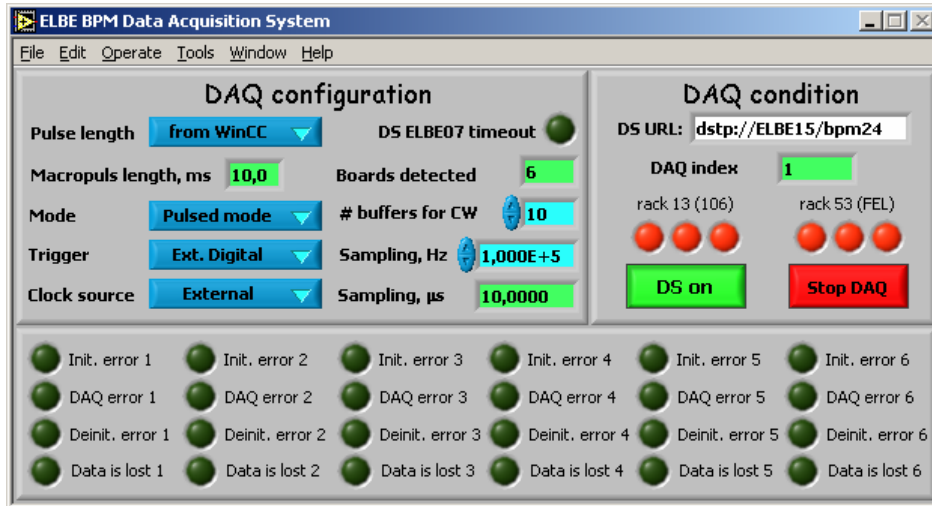 ELBE BPM Data Acquisition System
File Edit Operate Tools Window Help
DAQ configuration
Pulse length from WinCC DS ELBE07 timeout
Macropuls length, ms 10,0 Boards detected 6
Mode Pulsed mode # buffers for CW 10
Trigger Ext. Digital Sampling, Hz 1,000E+5
Clock source External Sampling, µs 10,0000
DAQ condition
DS URL: dstp://ELBE15/bpm24
DAQ index 1
rack 13 (106) rack 53 (FEL)
DS on Stop DAQ
Init. error 1 Init. error 2 Init. error 3 Init. error 4 Init. error 5 Init. error 6
DAQ error 1 DAQ error 2 DAQ error 3 DAQ error 4 DAQ error 5 DAQ error 6
Deinit. error 1 Deinit. error 2 Deinit. error 3 Deinit. error 4 Deinit. error 5 Deinit. error 6
Data is lost 1 Data is lost 2 Data is lost 3 Data is lost 4 Data is lost 5 Data is lost 6